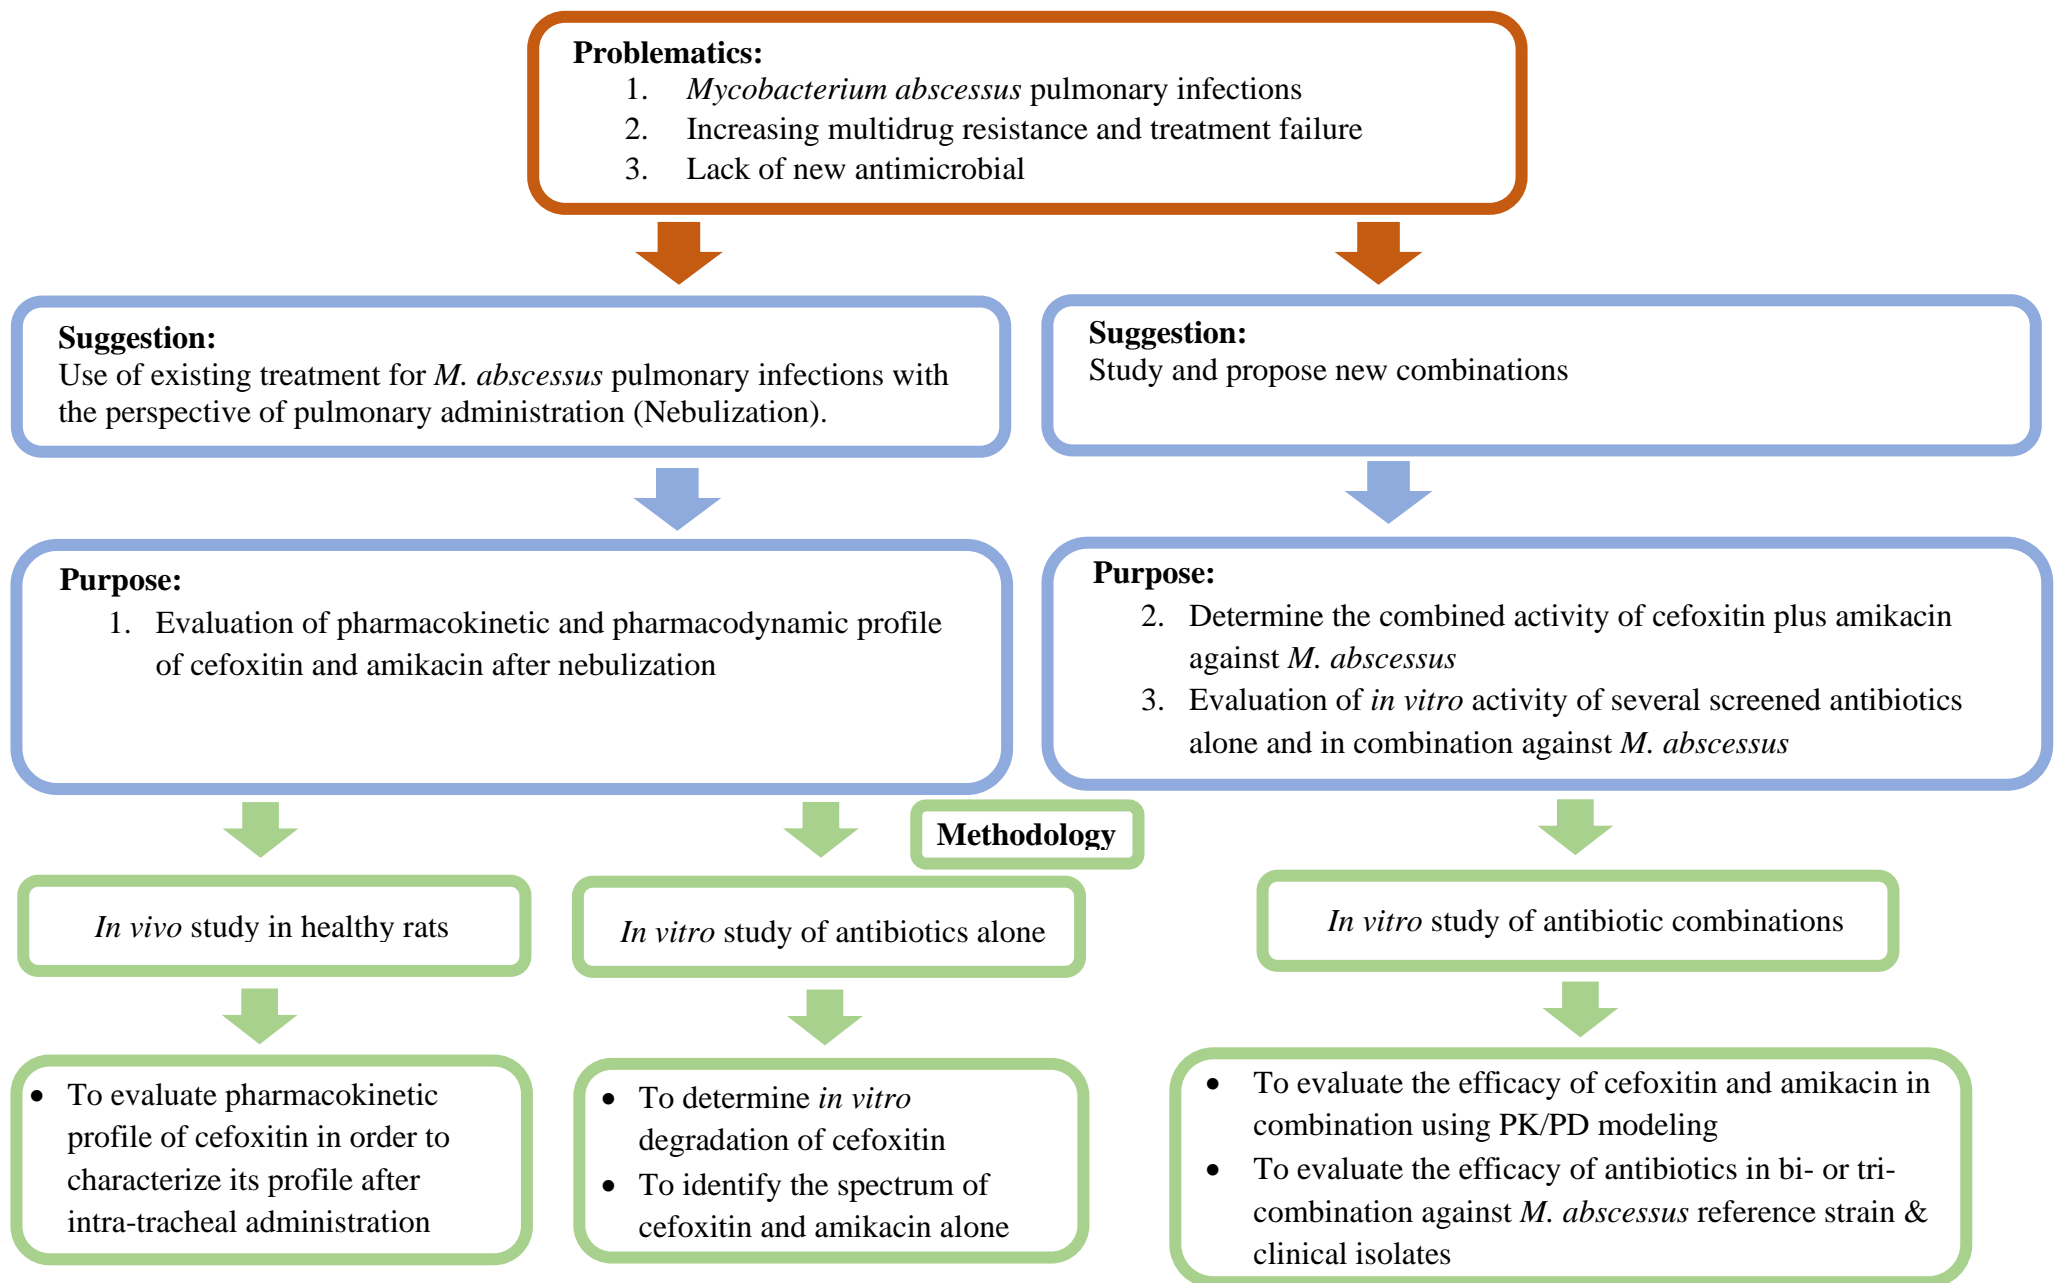 Problematics:
1. Mycobacterium abscessus pulmonary infections
2. Increasing multidrug resistance and treatment failure
3. Lack of new antimicrobial
Suggestion:
Use of existing treatment for M. abscessus pulmonary infections with
the perspective of pulmonary administration (Nebulization).
Suggestion:
Study and propose new combinations
Purpose:
1. Evaluation of pharmacokinetic and pharmacodynamic profile
of cefoxitin and amikacin after nebulization
Purpose:
2. Determine the combined activity of cefoxitin plus amikacin
against M. abscessus
3. Evaluation of in vitro activity of several screened antibiotics
alone and in combination against M. abscessus
Methodology
In vivo study in healthy rats
In vitro study of antibiotics alone
In vitro study of antibiotic combinations
• To evaluate pharmacokinetic
profile of cefoxitin in order to
characterize its profile after
intra-tracheal administration
• To determine in vitro
degradation of cefoxitin
• To identify the spectrum of
cefoxitin and amikacin alone
• To evaluate the efficacy of cefoxitin and amikacin in
combination using PK/PD modeling
• To evaluate the efficacy of antibiotics in bi- or tri-
combination against M. abscessus reference strain &
clinical isolates